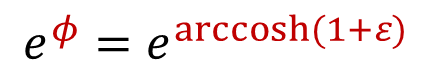 e^ϕ = e^arccosh(1+ε)